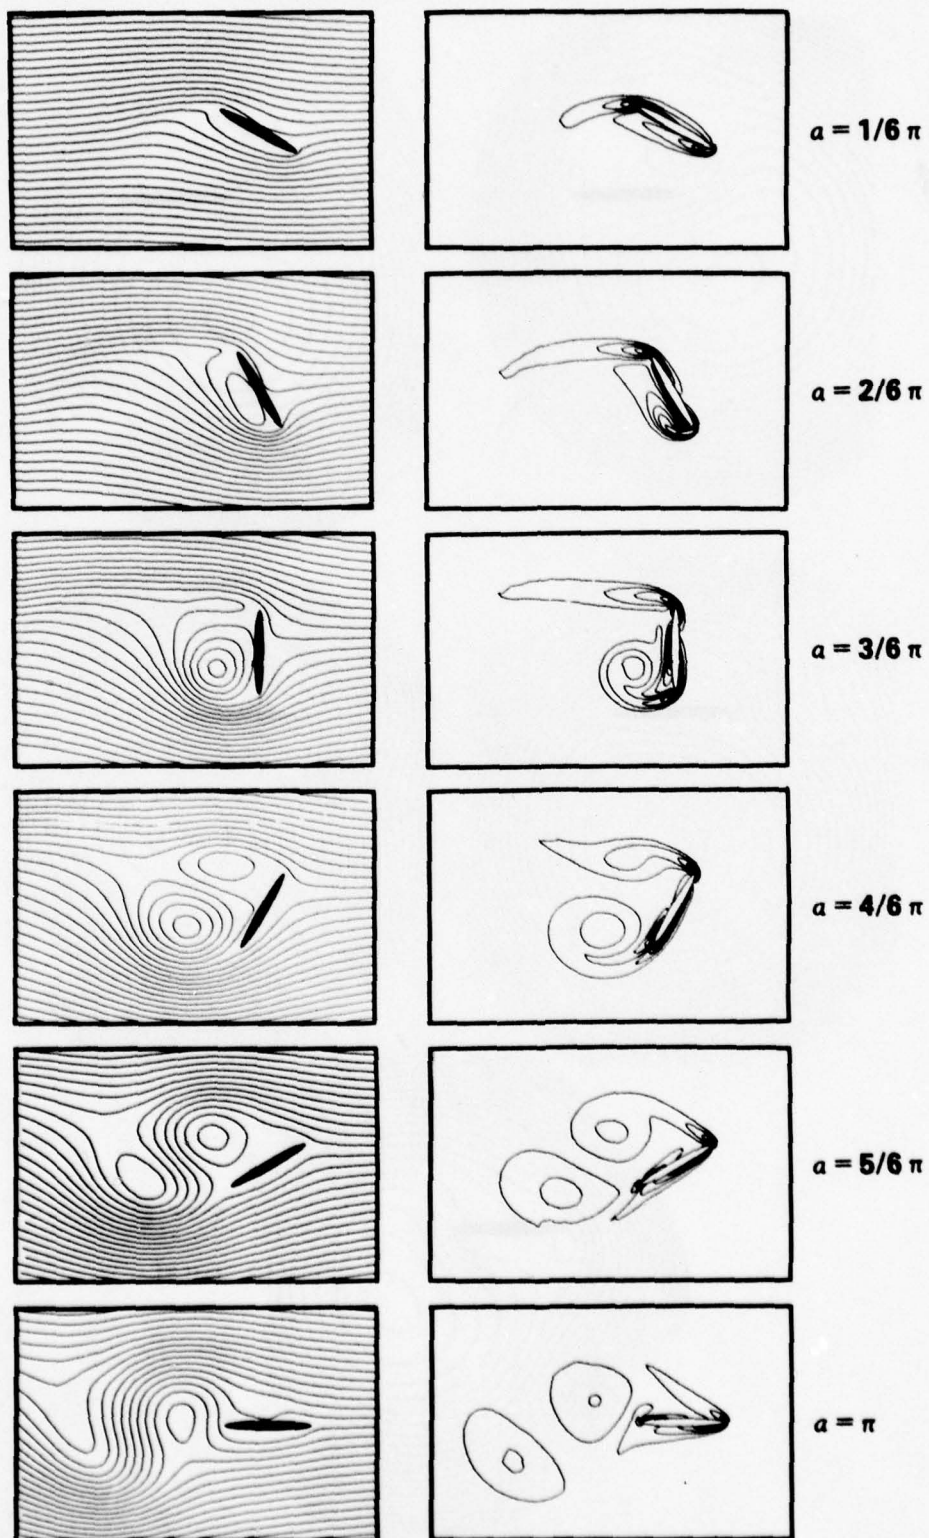 a = 1/6 π
a = 2/6 π
a = 3/6 π
a = 4/6 π
a = 5/6 π
a = π